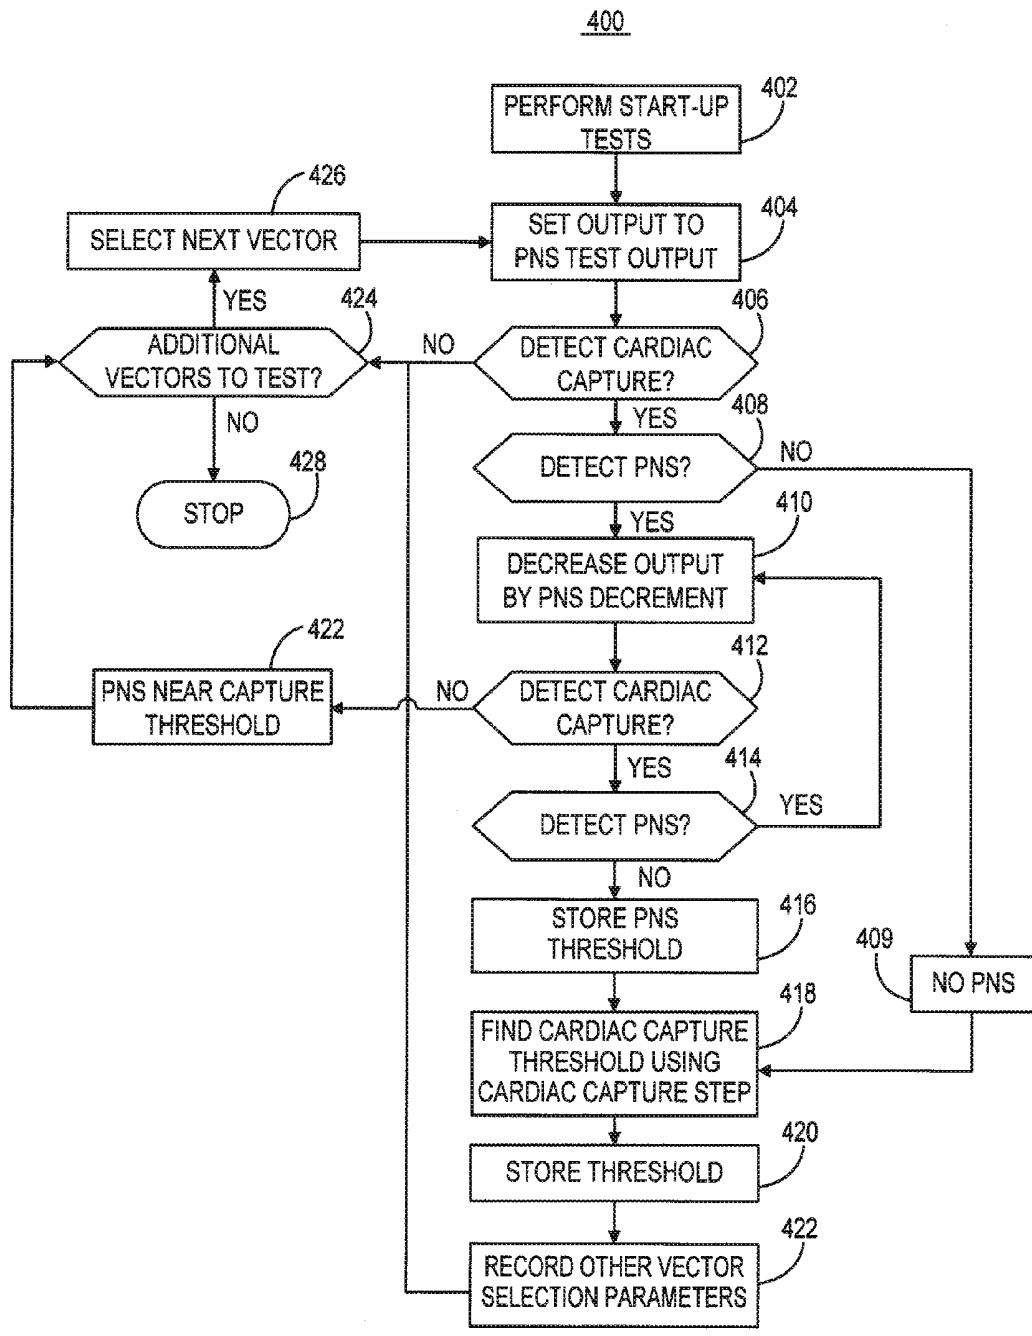 400
402
PERFORM START-UP
TESTS
426
SELECT NEXT VECTOR
SET OUTPUT TO
PNS TEST OUTPUT
404
YES
424
ADDITIONAL
VECTORS TO TEST?
NO
DETECT CARDIAC
CAPTURE?
406
YES
408
NO
428
STOP
DETECT PNS?
NO
YES
410
DECREASE OUTPUT
BY PNS DECREMENT
422
PNS NEAR CAPTURE
THRESHOLD
NO
DETECT CARDIAC
CAPTURE?
412
YES
414
DETECT PNS?
YES
NO
STORE PNS
THRESHOLD
416
409
NO PNS
FIND CARDIAC CAPTURE
THRESHOLD USING
CARDIAC CAPTURE STEP
418
STORE THRESHOLD
420
RECORD OTHER VECTOR
SELECTION PARAMETERS
422